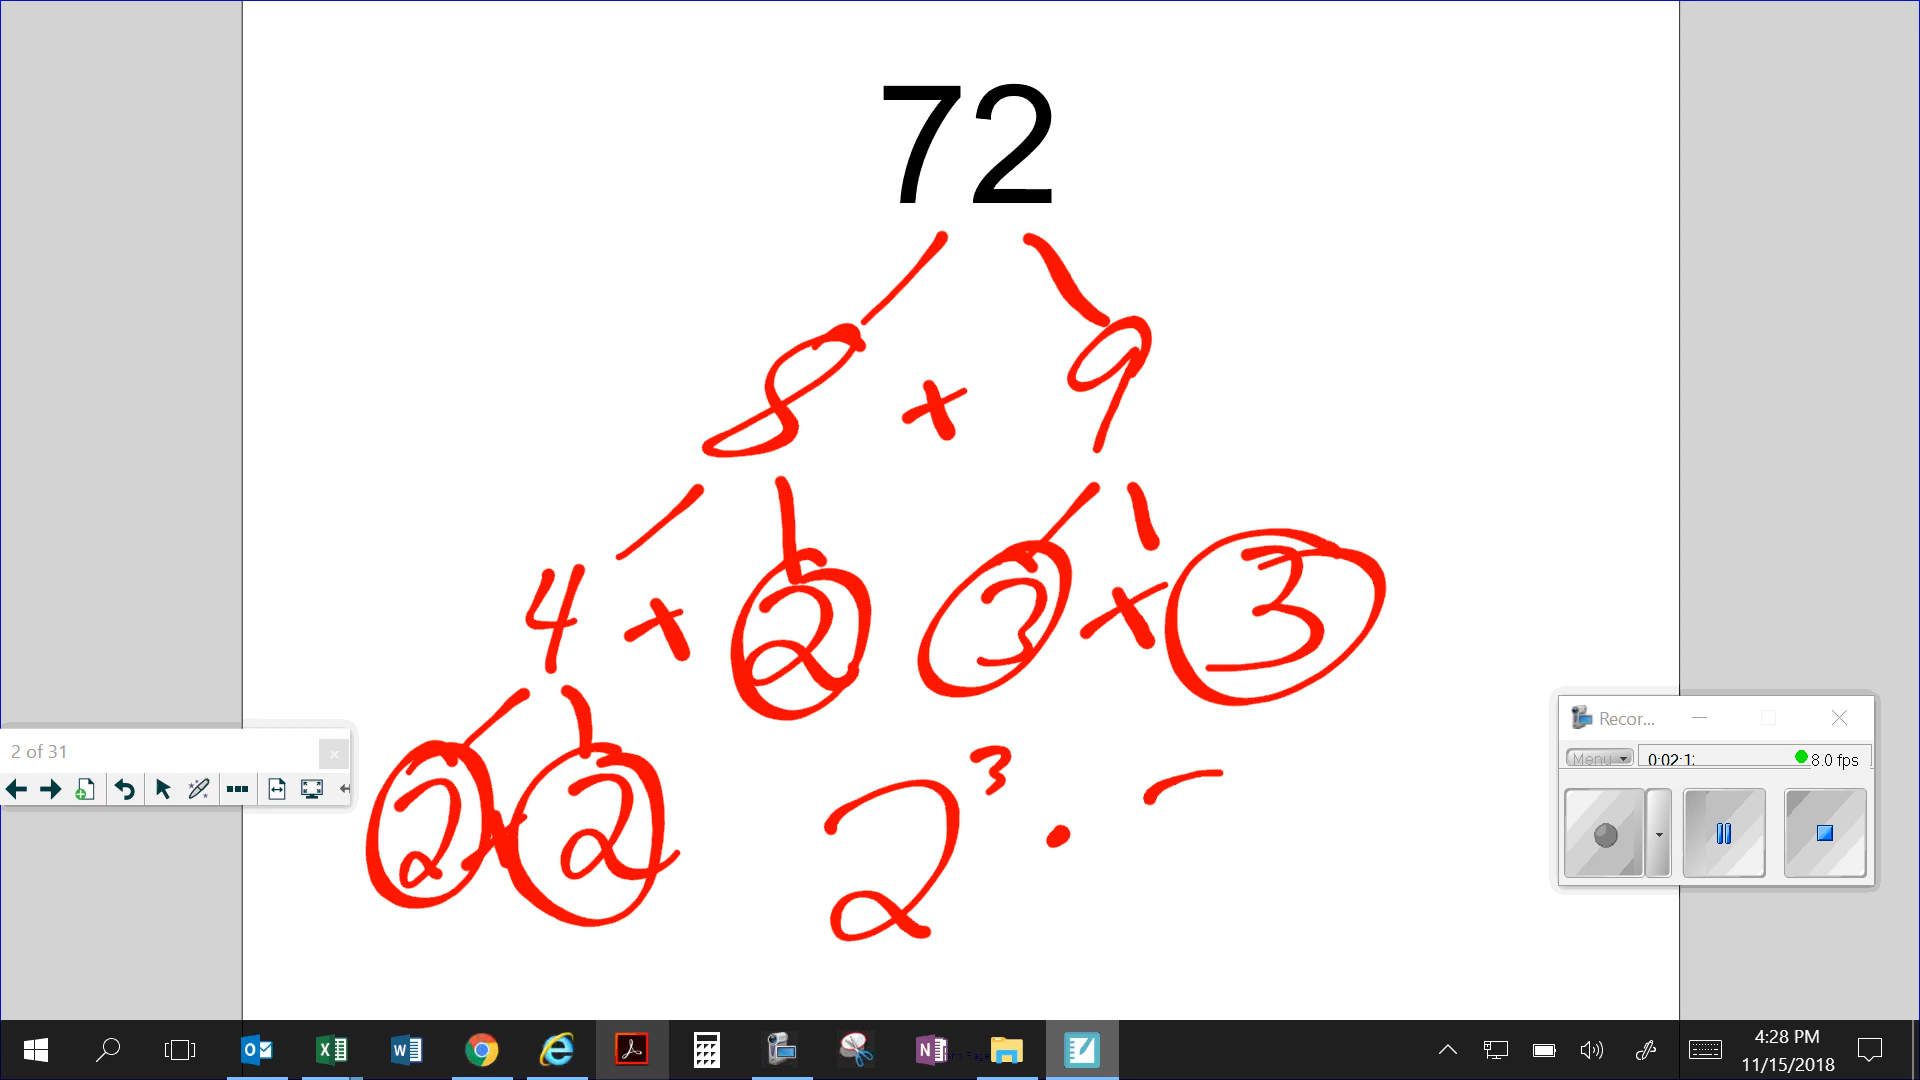 72
8 x 9
4 x 2 3 x 3
2 x 2
2³ ·
2 of 31
Recor...
Menu 0:02:1 8.0 fps
4:28 PM
11/15/2018